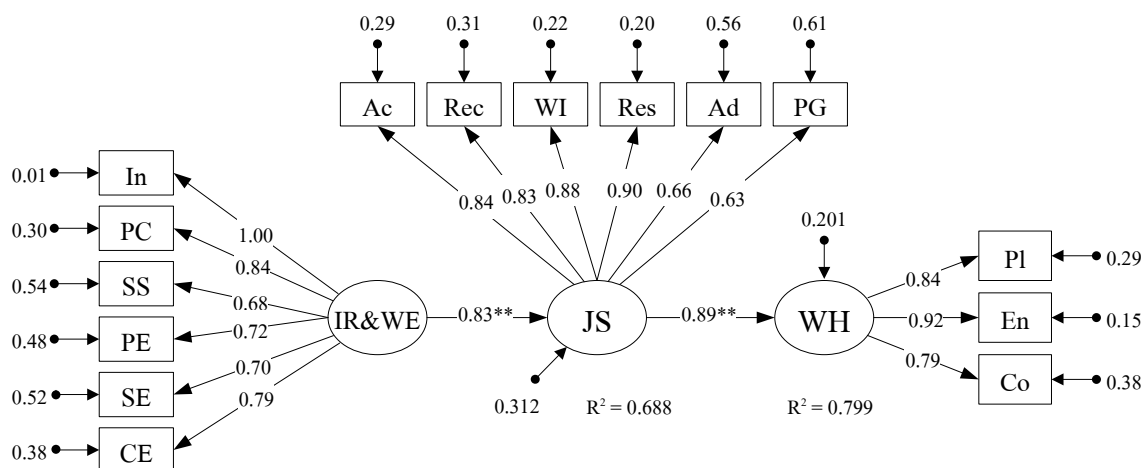 0.29 0.31 0.22 0.20 0.56 0.61
Ac Rec WI Res Ad PG
0.84 0.83 0.88 0.90 0.66 0.63
0.01 In
0.30 PC
0.54 SS
0.48 PE
0.52 SE
0.38 CE
1.00
0.84
0.68
0.72
0.70
0.79
IR&WE 0.83** JS 0.89** WH
0.312
R² = 0.688
0.201
R² = 0.799
0.84
0.92
0.79
Pl 0.29
En 0.15
Co 0.38